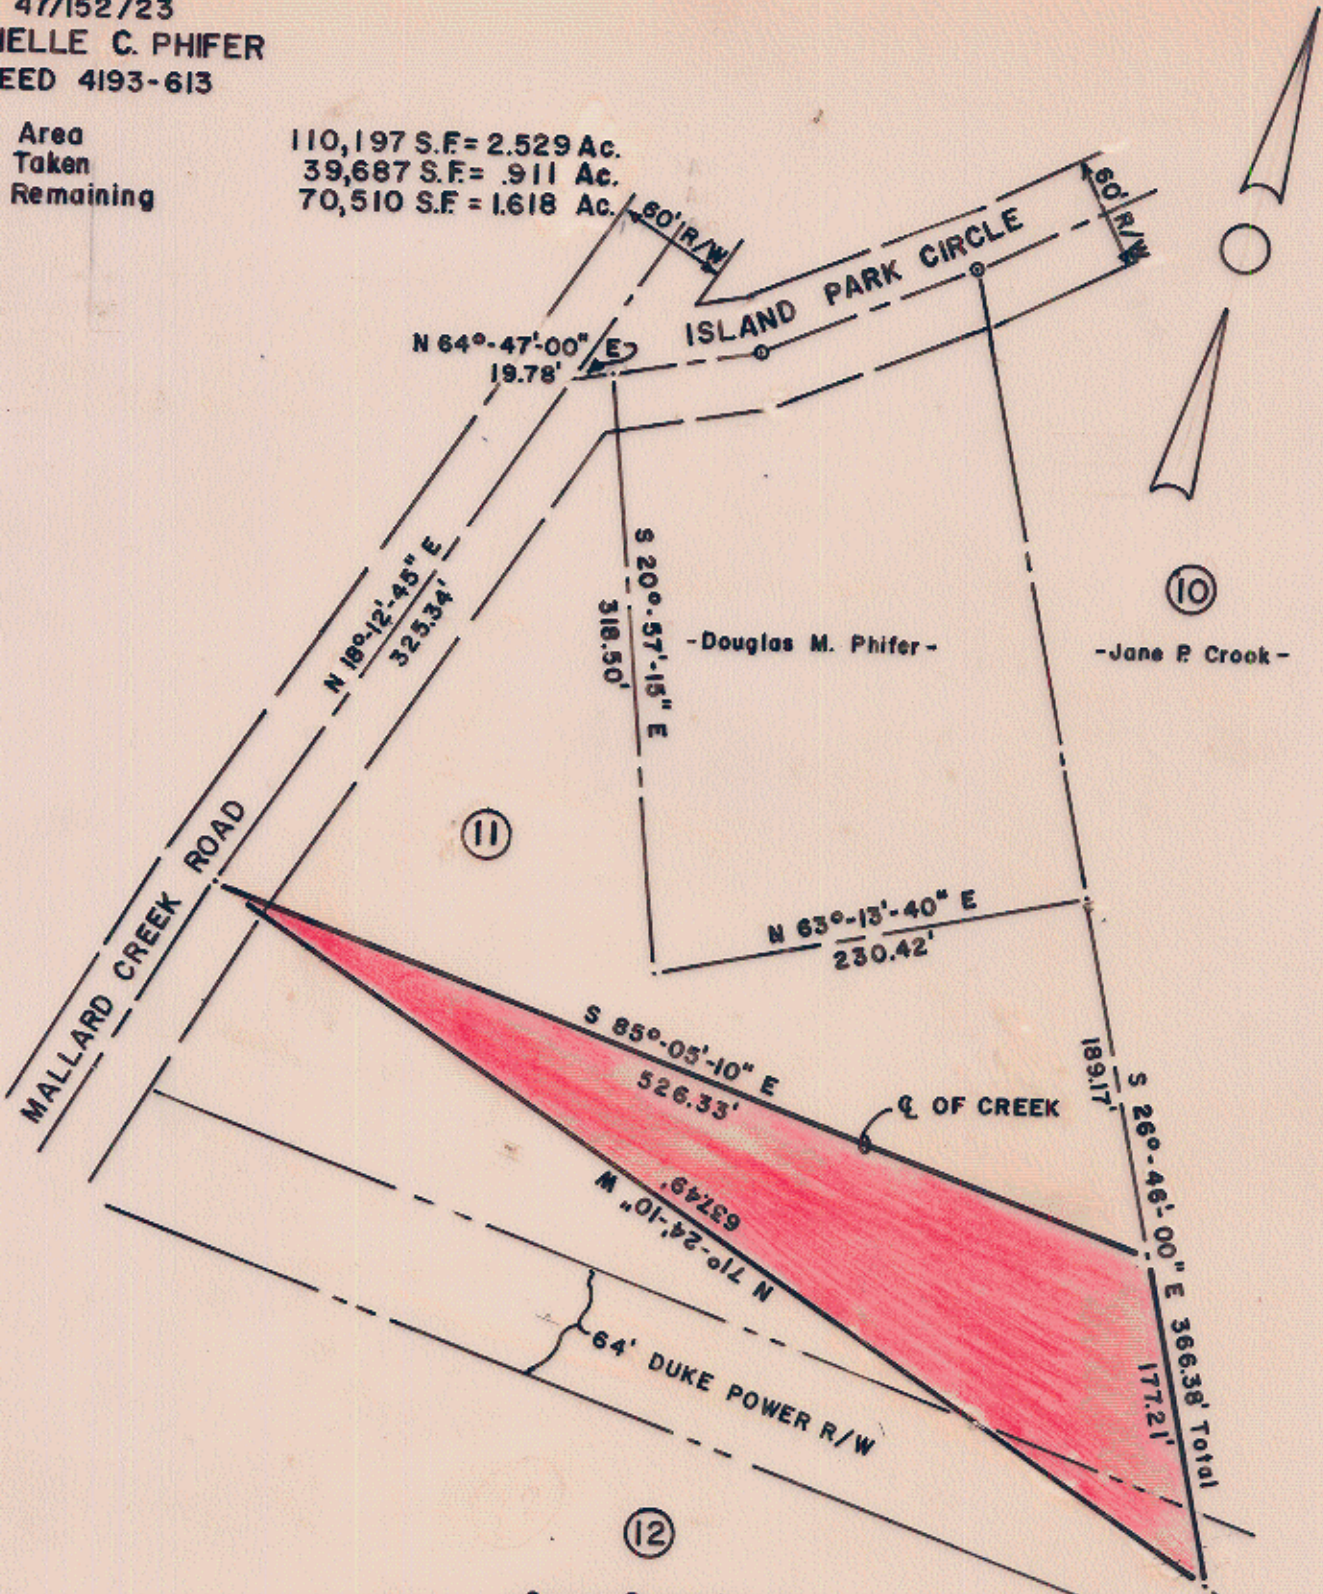 47/152/23
ELLE C. PHIFER
EED 4193-613
Area 110,197 S.F.= 2.529 Ac.
Taken 39,687 S.F.= .911 Ac.
Remaining 70,510 S.F.= 1.618 Ac.
60' R/W
60' R/W
ISLAND PARK CIRCLE
N 64°-47'-00" E
19.78'
N 18°-12'-45" E
325.34'
S 20°-57'-15" E
318.50'
-Douglas M. Phifer-
10
-Jane P. Crook-
MALLARD CREEK ROAD
11
N 63°-13'-40" E
230.42'
S 85°-05'-10" E
526.33'
℄ OF CREEK
189.17'
S 26°-46'-00" E 366.38' Total
177.21'
637.49'
N 71°-24'-10" W
64' DUKE POWER R/W
12